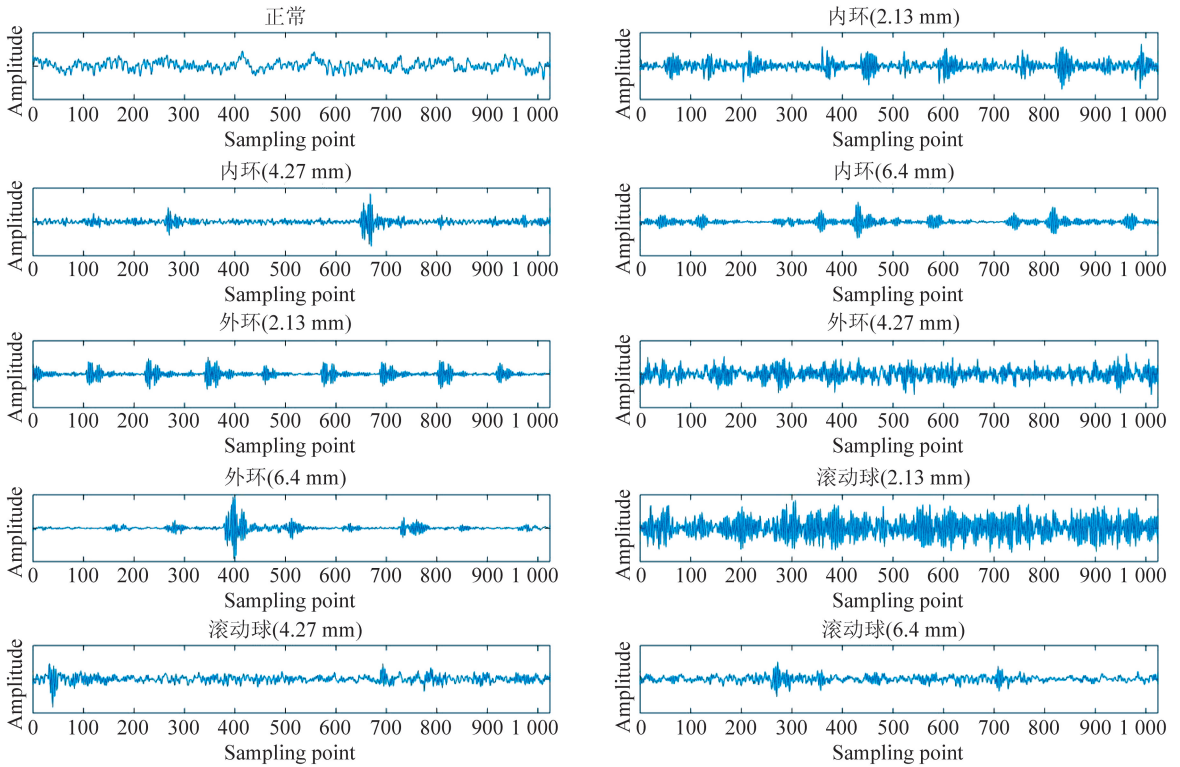 正常
Amplitude
0 100 200 300 400 500 600 700 800 900 1 000
Sampling point
内环(2.13 mm)
Amplitude
0 100 200 300 400 500 600 700 800 900 1 000
Sampling point
内环(4.27 mm)
Amplitude
0 100 200 300 400 500 600 700 800 900 1 000
Sampling point
内环(6.4 mm)
Amplitude
0 100 200 300 400 500 600 700 800 900 1 000
Sampling point
外环(2.13 mm)
Amplitude
0 100 200 300 400 500 600 700 800 900 1 000
Sampling point
外环(4.27 mm)
Amplitude
0 100 200 300 400 500 600 700 800 900 1 000
Sampling point
外环(6.4 mm)
Amplitude
0 100 200 300 400 500 600 700 800 900 1 000
Sampling point
滚动球(2.13 mm)
Amplitude
0 100 200 300 400 500 600 700 800 900 1 000
Sampling point
滚动球(4.27 mm)
Amplitude
0 100 200 300 400 500 600 700 800 900 1 000
Sampling point
滚动球(6.4 mm)
Amplitude
0 100 200 300 400 500 600 700 800 900 1 000
Sampling point